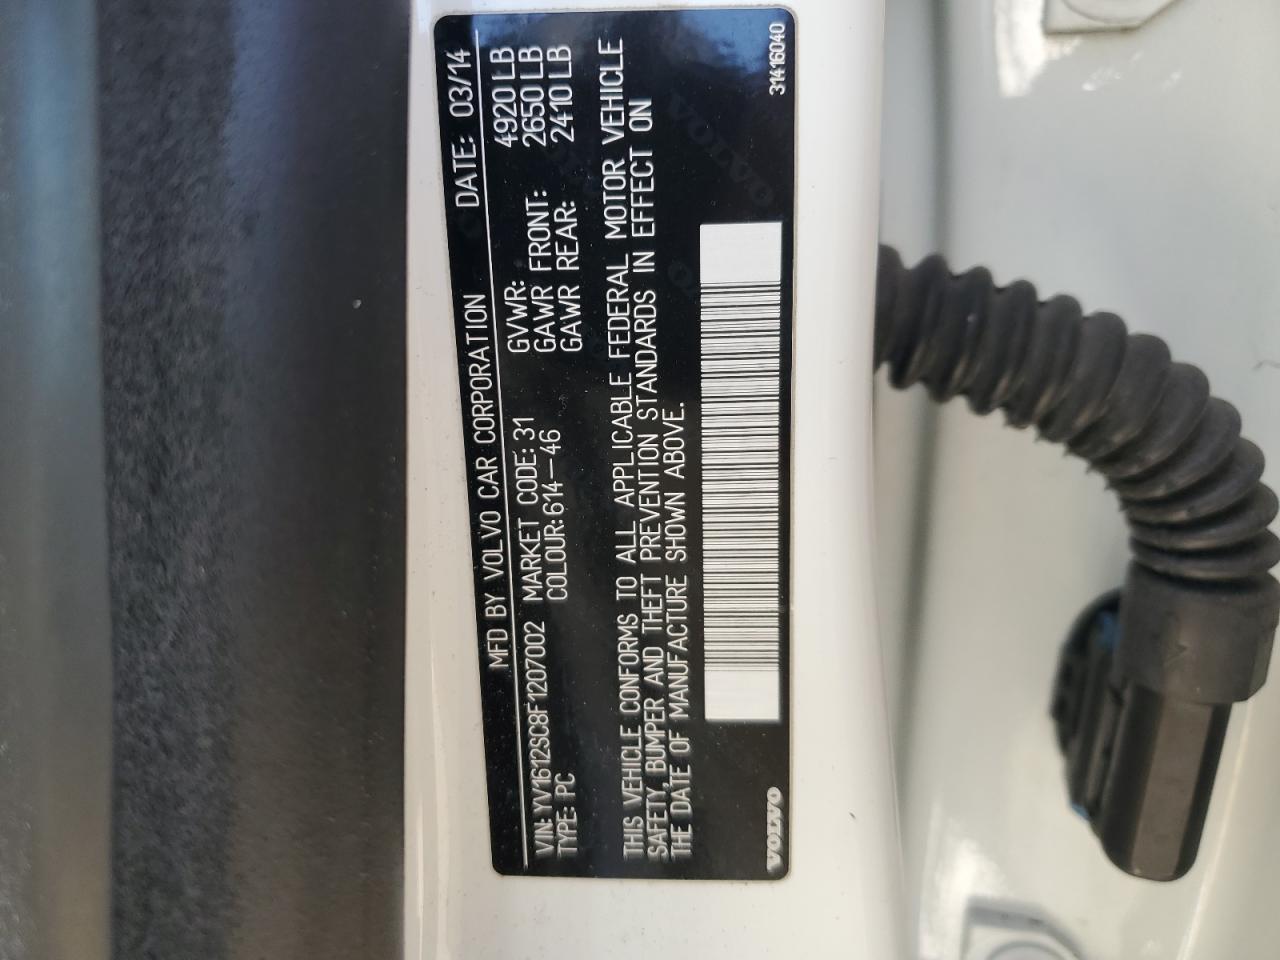 MFD BY VOLVO CAR CORPORATION DATE: 03/14
VIN: YV1612SC8F1207002 MARKET CODE: 31 GVWR: 4920 LB
TYPE: PC COLOUR: 614-46 GAWR FRONT: 2650 LB
GAWR REAR: 2410 LB
THIS VEHICLE CONFORMS TO ALL APPLICABLE FEDERAL MOTOR VEHICLE
SAFETY, BUMPER AND THEFT PREVENTION STANDARDS IN EFFECT ON
THE DATE OF MANUFACTURE SHOWN ABOVE.
VOLVO 31416040